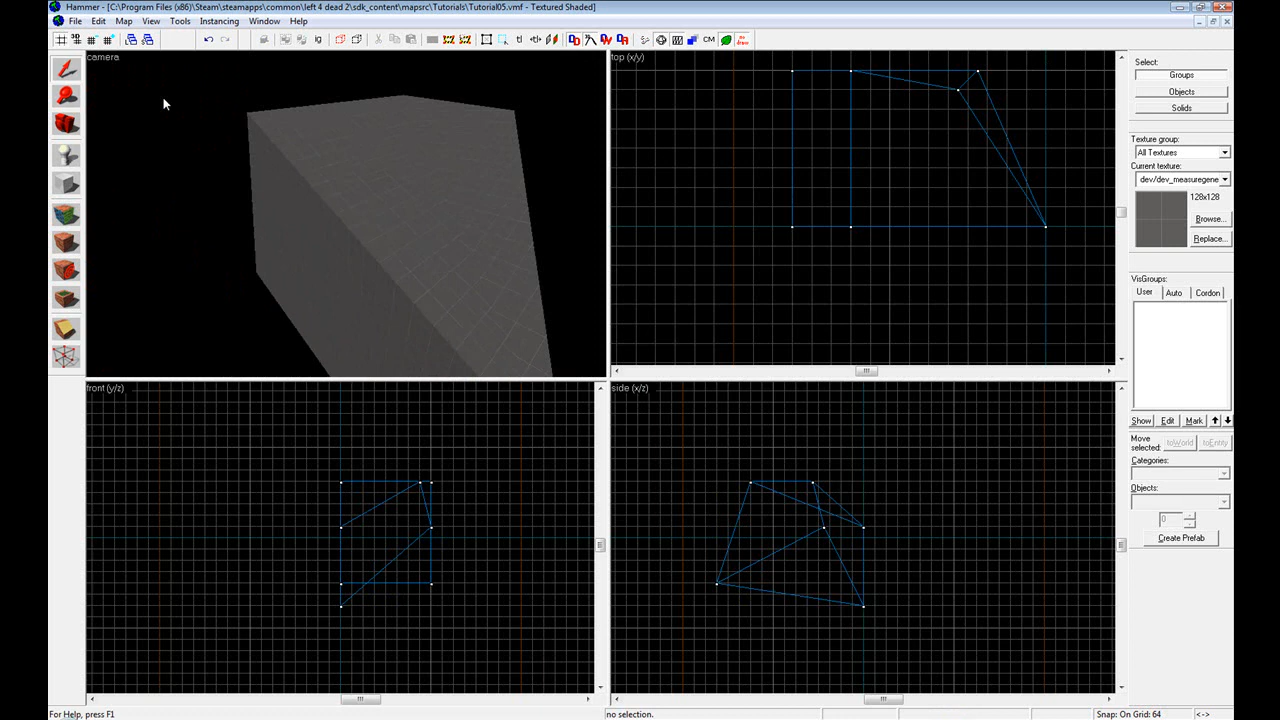 Hammer - [C:\Program Files (x86)\Steam\steamapps\common\left 4 dead 2\sdk_content\mapsrc\Tutorials\Tutorial05.vmf - Textured Shaded]
File Edit Map View Tools Instancing Window Help
camera
top (x/y)
front (y/z)
side (x/z)
Select:
Groups
Objects
Solids
Texture group:
All Textures
Current texture:
dev/dev_measuregene
128x128
Browse...
Replace...
VisGroups:
User Auto Cordon
Show Edit Mark
Move selected:
toWorld toEntity
Categories:
Objects:
0
Create Prefab
For Help, press F1
no selection.
Snap: On Grid: 64
<->